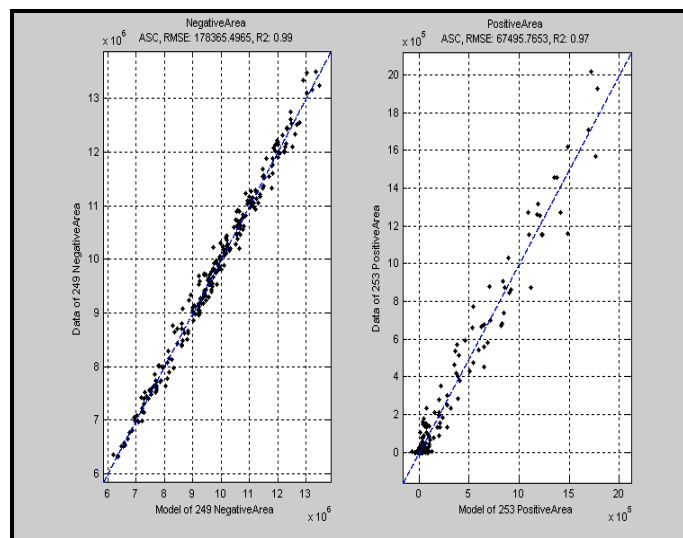 NegativeArea
ASC, RMSE: 178365.4965, R2: 0.99
x 10^6
13
12
11
10
9
8
7
6
Data of 249 NegativeArea
6 7 8 9 10 11 12 13
Model of 249 NegativeArea
x 10^6
PositiveArea
ASC, RMSE: 67495.7653, R2: 0.97
x 10^5
20
18
16
14
12
10
8
6
4
2
0
Data of 253 PositiveArea
0 5 10 15 20
Model of 253 PositiveArea
x 10^5